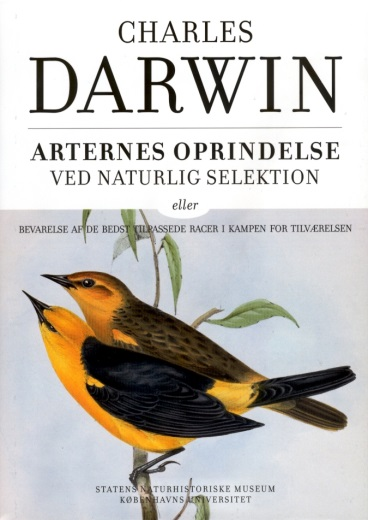 CHARLES
DARWIN
ARTERNES OPRINDELSE
VED NATURLIG SELEKTION
eller
BEVARELSE AF DE BEDST TILPASSEDE RACER I KAMPEN FOR TILVÆRELSEN
STATENS NATURHISTORISKE MUSEUM
KØBENHAVNS UNIVERSITET